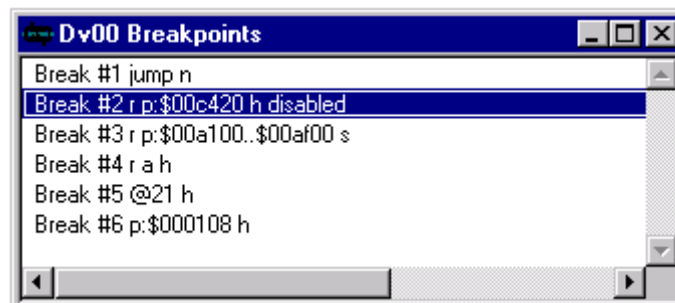 Dv00 Breakpoints
Break #1 jump n
Break #2 r p:$00c420 h disabled
Break #3 r p:$00a100..$00af00 s
Break #4 r a h
Break #5 @21 h
Break #6 p:$000108 h